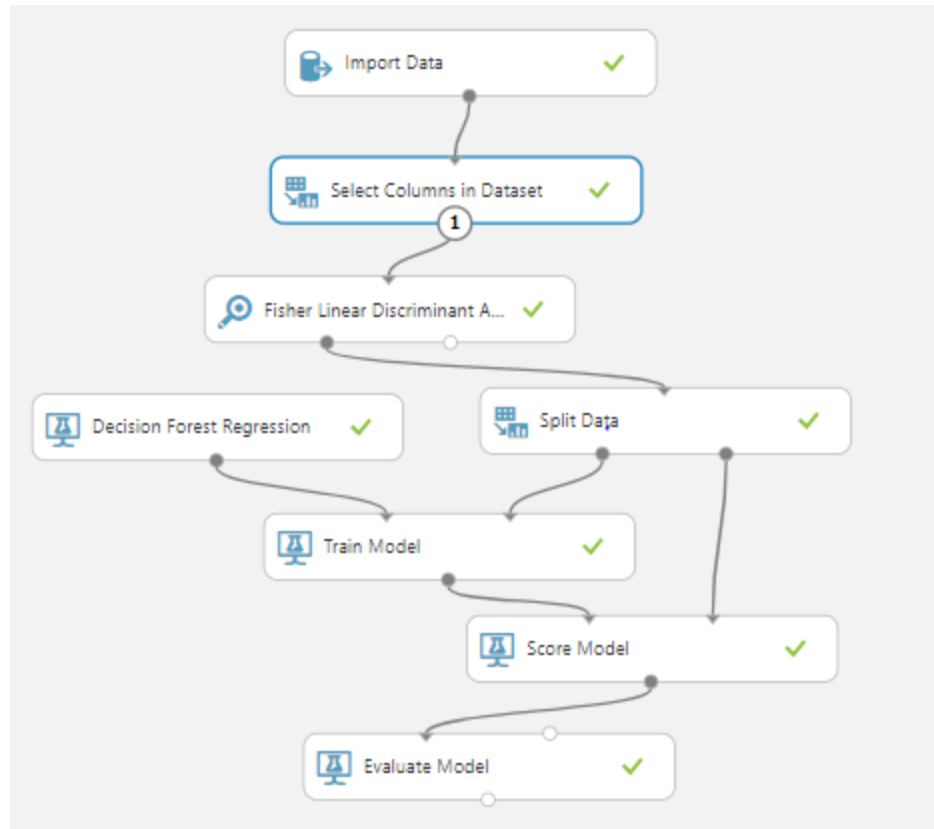 Import Data
Select Columns in Dataset
1
Fisher Linear Discriminant A...
Decision Forest Regression
Split Data
Train Model
Score Model
Evaluate Model